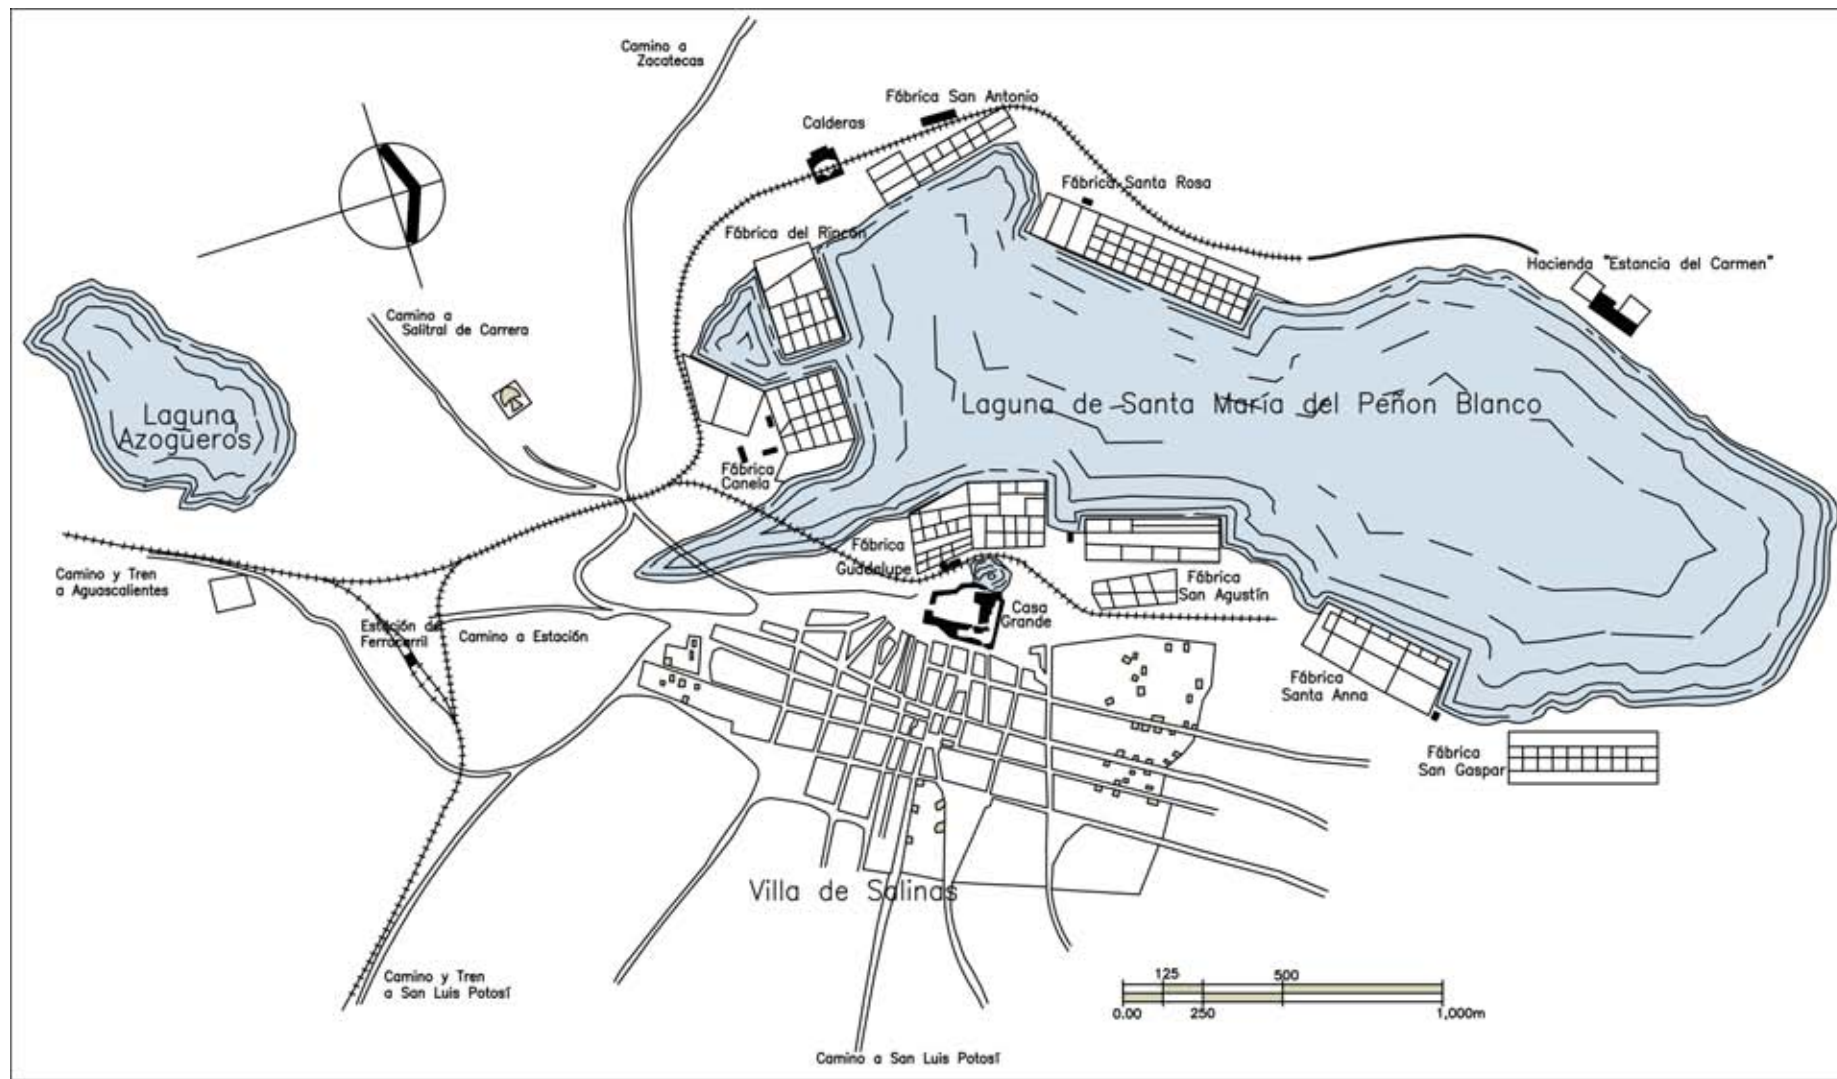 Camino a
Zacatecas
Fábrica San Antonio
Calderas
Fábrica Santa Rosa
Fábrica del Rincón
Hacienda "Estancia del Carmen"
Camino a
Salitral de Carrera
Laguna
Azogüeros
Laguna de Santa María del Peñon Blanco
Fábrica
Canela
Fábrica
Guadalupe
Camino y Tren
a Aguascalientes
Fábrica
San Agustín
Casa
Grande
Estación del
Ferrocarril
Camino a Estación
Fábrica
Santa Anna
Fábrica
San Gaspar
Villa de Salinas
Camino y Tren
a San Luis Potosí
125 500
0.00 250 1,000m
Camino a San Luis Potosí